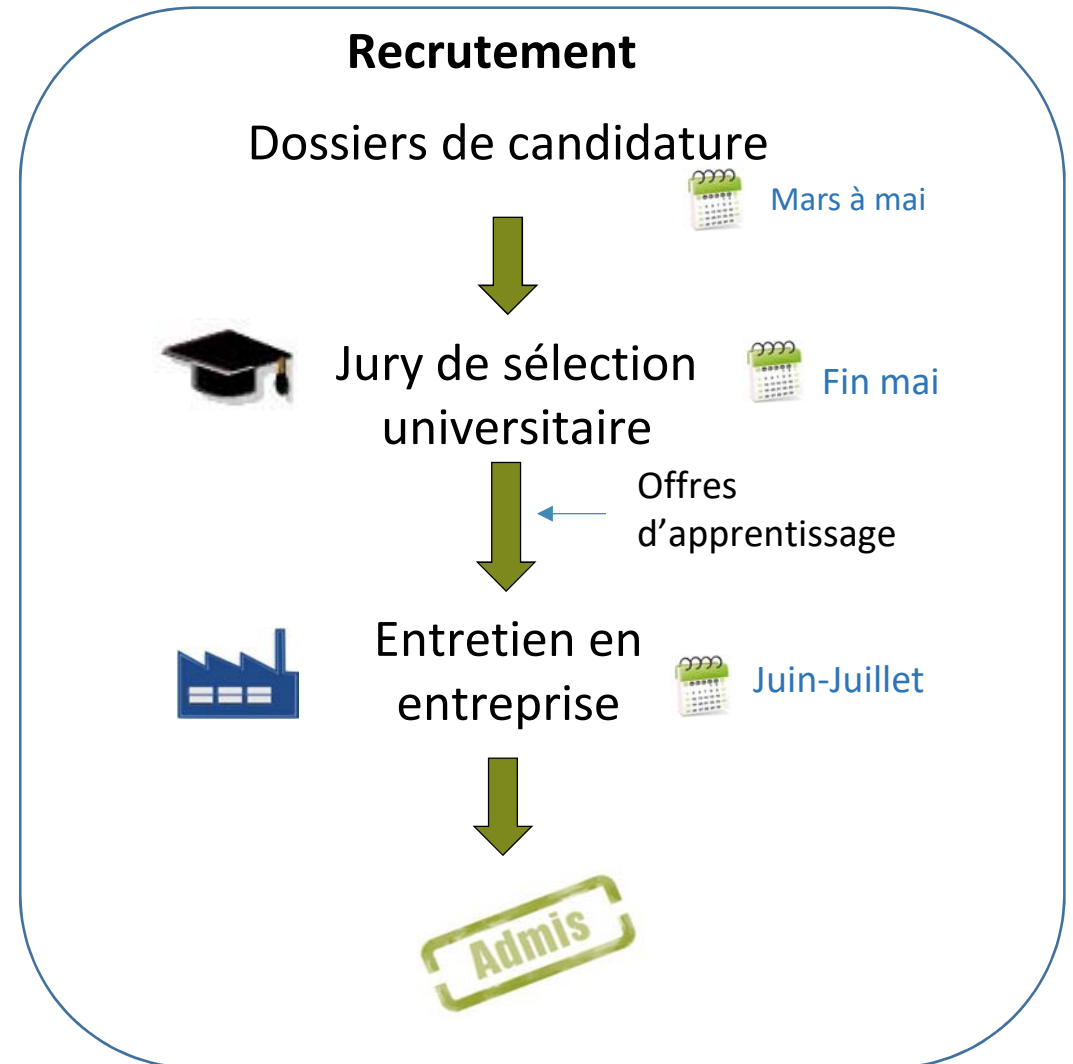 Recrutement
Dossiers de candidature
Mars à mai
Jury de sélection
universitaire
Fin mai
Offres
d’apprentissage
Entretien en
entreprise
Juin-Juillet
Admis